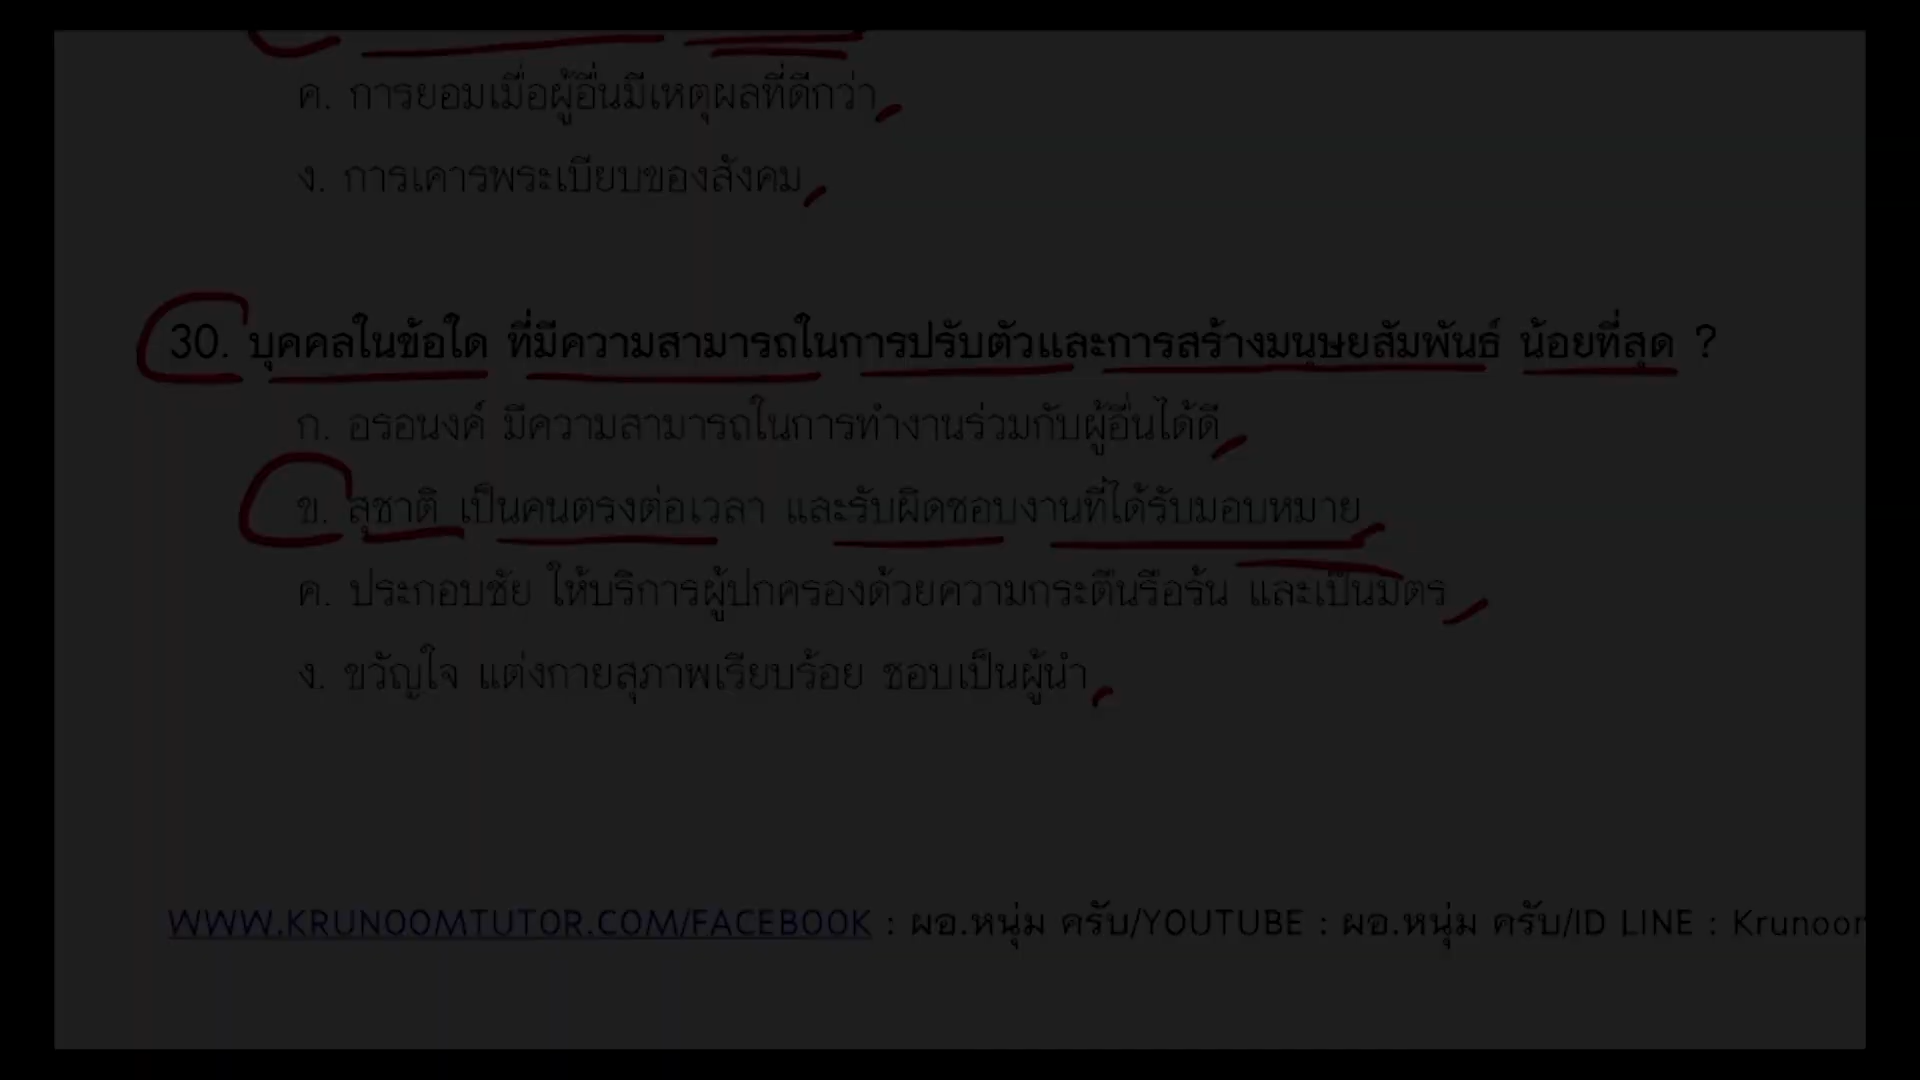 ค. การยอมเมื่อผู้อื่นมีเหตุผลที่ดีกว่า
ง. การเคารพระเบียบของสังคม
30. บุคคลในข้อใด ที่มีความสามารถในการปรับตัวและการสร้างมนุษยสัมพันธ์ น้อยที่สุด ?
ก. อรอนงค์ มีความสามารถในการทำงานร่วมกับผู้อื่นได้ดี
ข. สุชาติ เป็นคนตรงต่อเวลา และรับผิดชอบงานที่ได้รับมอบหมาย
ค. ประกอบชัย ให้บริการผู้ปกครองด้วยความกระตือรือร้น และเป็นมิตร
ง. ขวัญใจ แต่งกายสุภาพเรียบร้อย ชอบเป็นผู้นำ
WWW.KRUNOOMTUTOR.COM/FACEBOOK : ผอ.หนุ่ม ครับ/YOUTUBE : ผอ.หนุ่ม ครับ/ID LINE : Krunoom